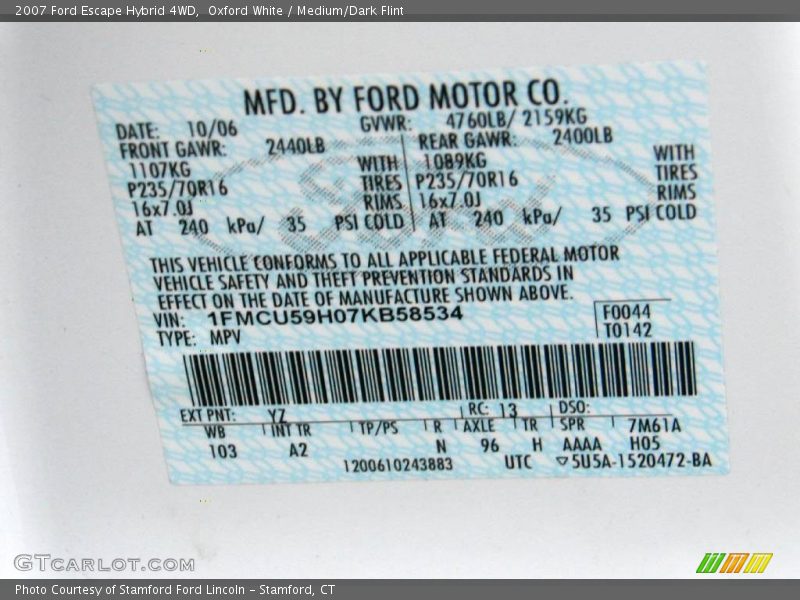 2007 Ford Escape Hybrid 4WD,  Oxford White / Medium/Dark Flint
MFD. BY FORD MOTOR CO.
DATE: 10/06 GVWR: 4760LB/ 2159KG
FRONT GAWR: 2440LB REAR GAWR: 2400LB
1107KG WITH 1089KG WITH
P235/70R16 TIRES P235/70R16 TIRES
16x7.0J RIMS 16x7.0J RIMS
AT 240 kPa/ 35 PSI COLD AT 240 kPa/ 35 PSI COLD
THIS VEHICLE CONFORMS TO ALL APPLICABLE FEDERAL MOTOR
VEHICLE SAFETY AND THEFT PREVENTION STANDARDS IN
EFFECT ON THE DATE OF MANUFACTURE SHOWN ABOVE.
VIN: 1FMCU59H07KB58534 F0044
TYPE: MPV T0142
EXT PNT: YZ RC: 13 DSO:
WB INT TR TP/PS R AXLE TR SPR 7M61A
103 A2 N 96 H AAAA H05
1200610243883 UTC ▽5U5A-1520472-BA
GTCARLOT.COM
Photo Courtesy of Stamford Ford Lincoln - Stamford, CT